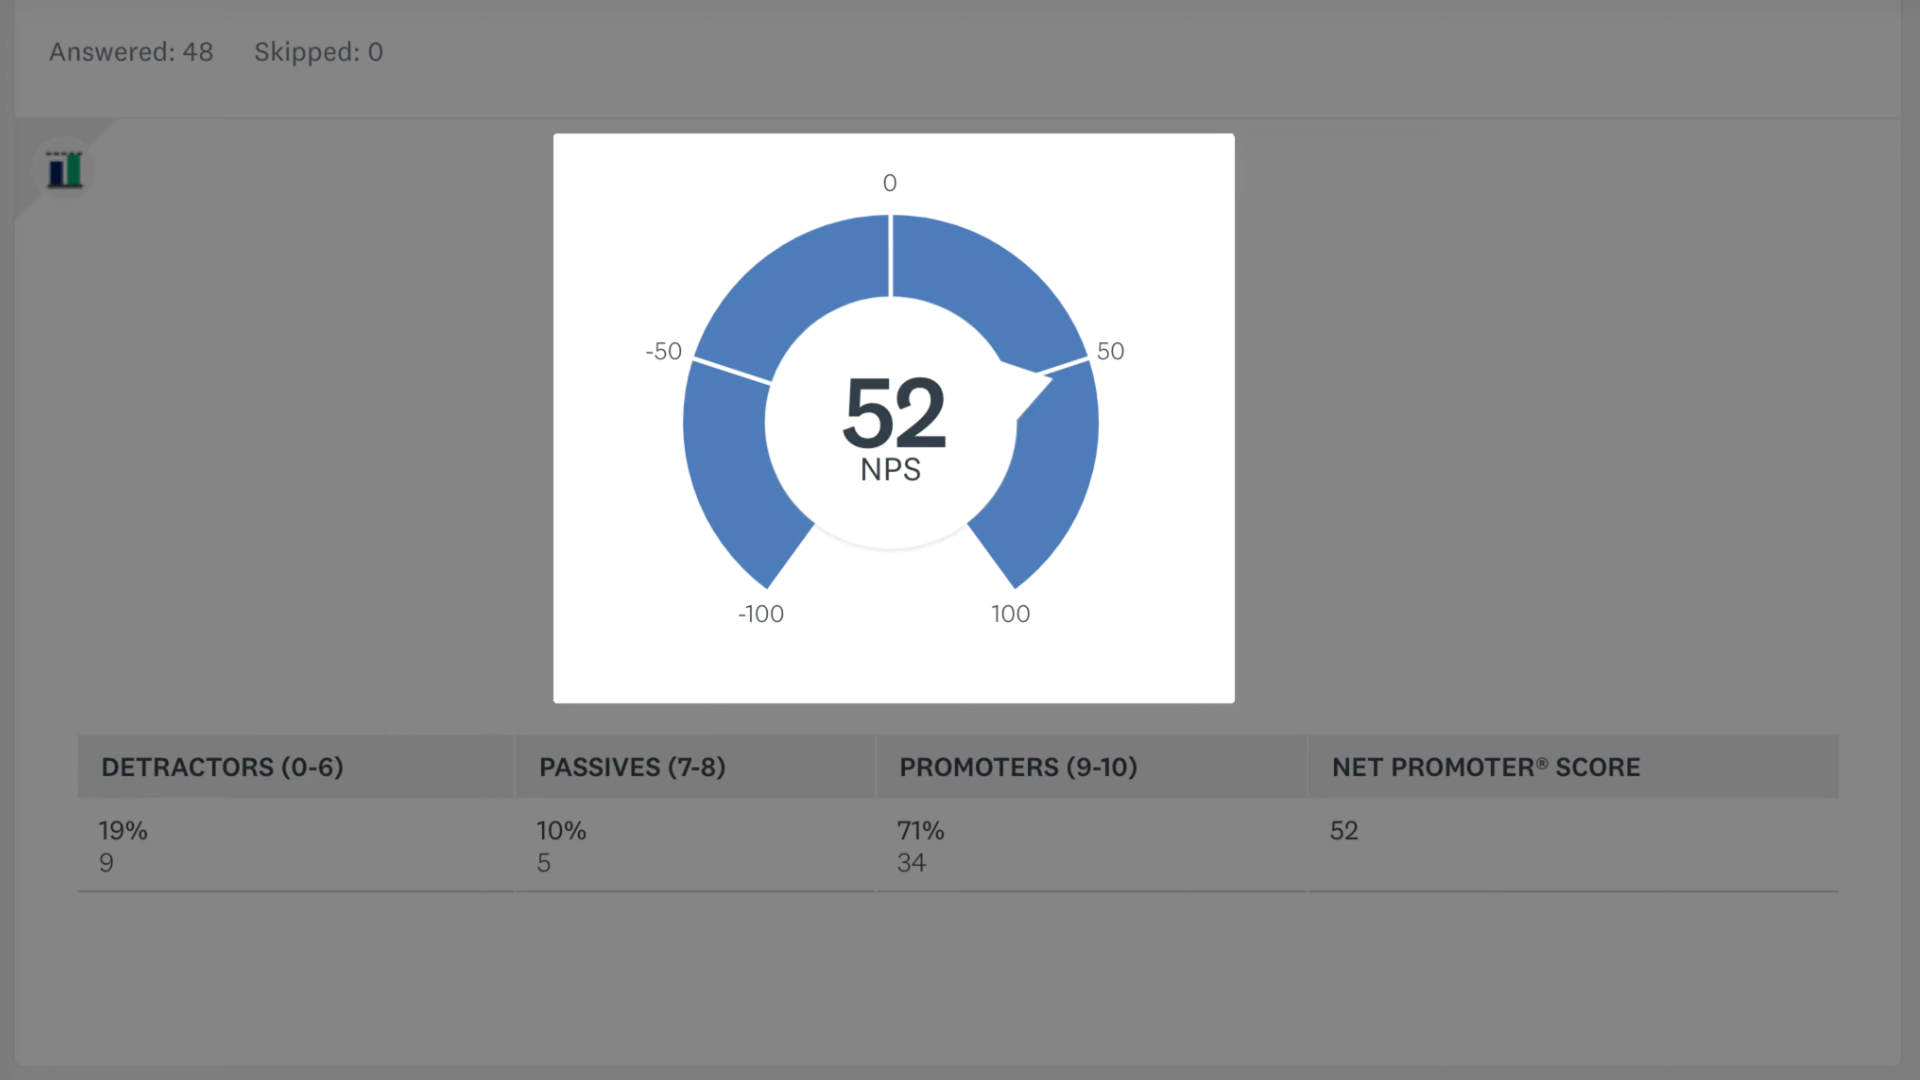 Answered: 48 Skipped: 0
0
-50 50
52
NPS
-100 100
DETRACTORS (0-6) PASSIVES (7-8) PROMOTERS (9-10) NET PROMOTER® SCORE
19% 10% 71% 52
9 5 34